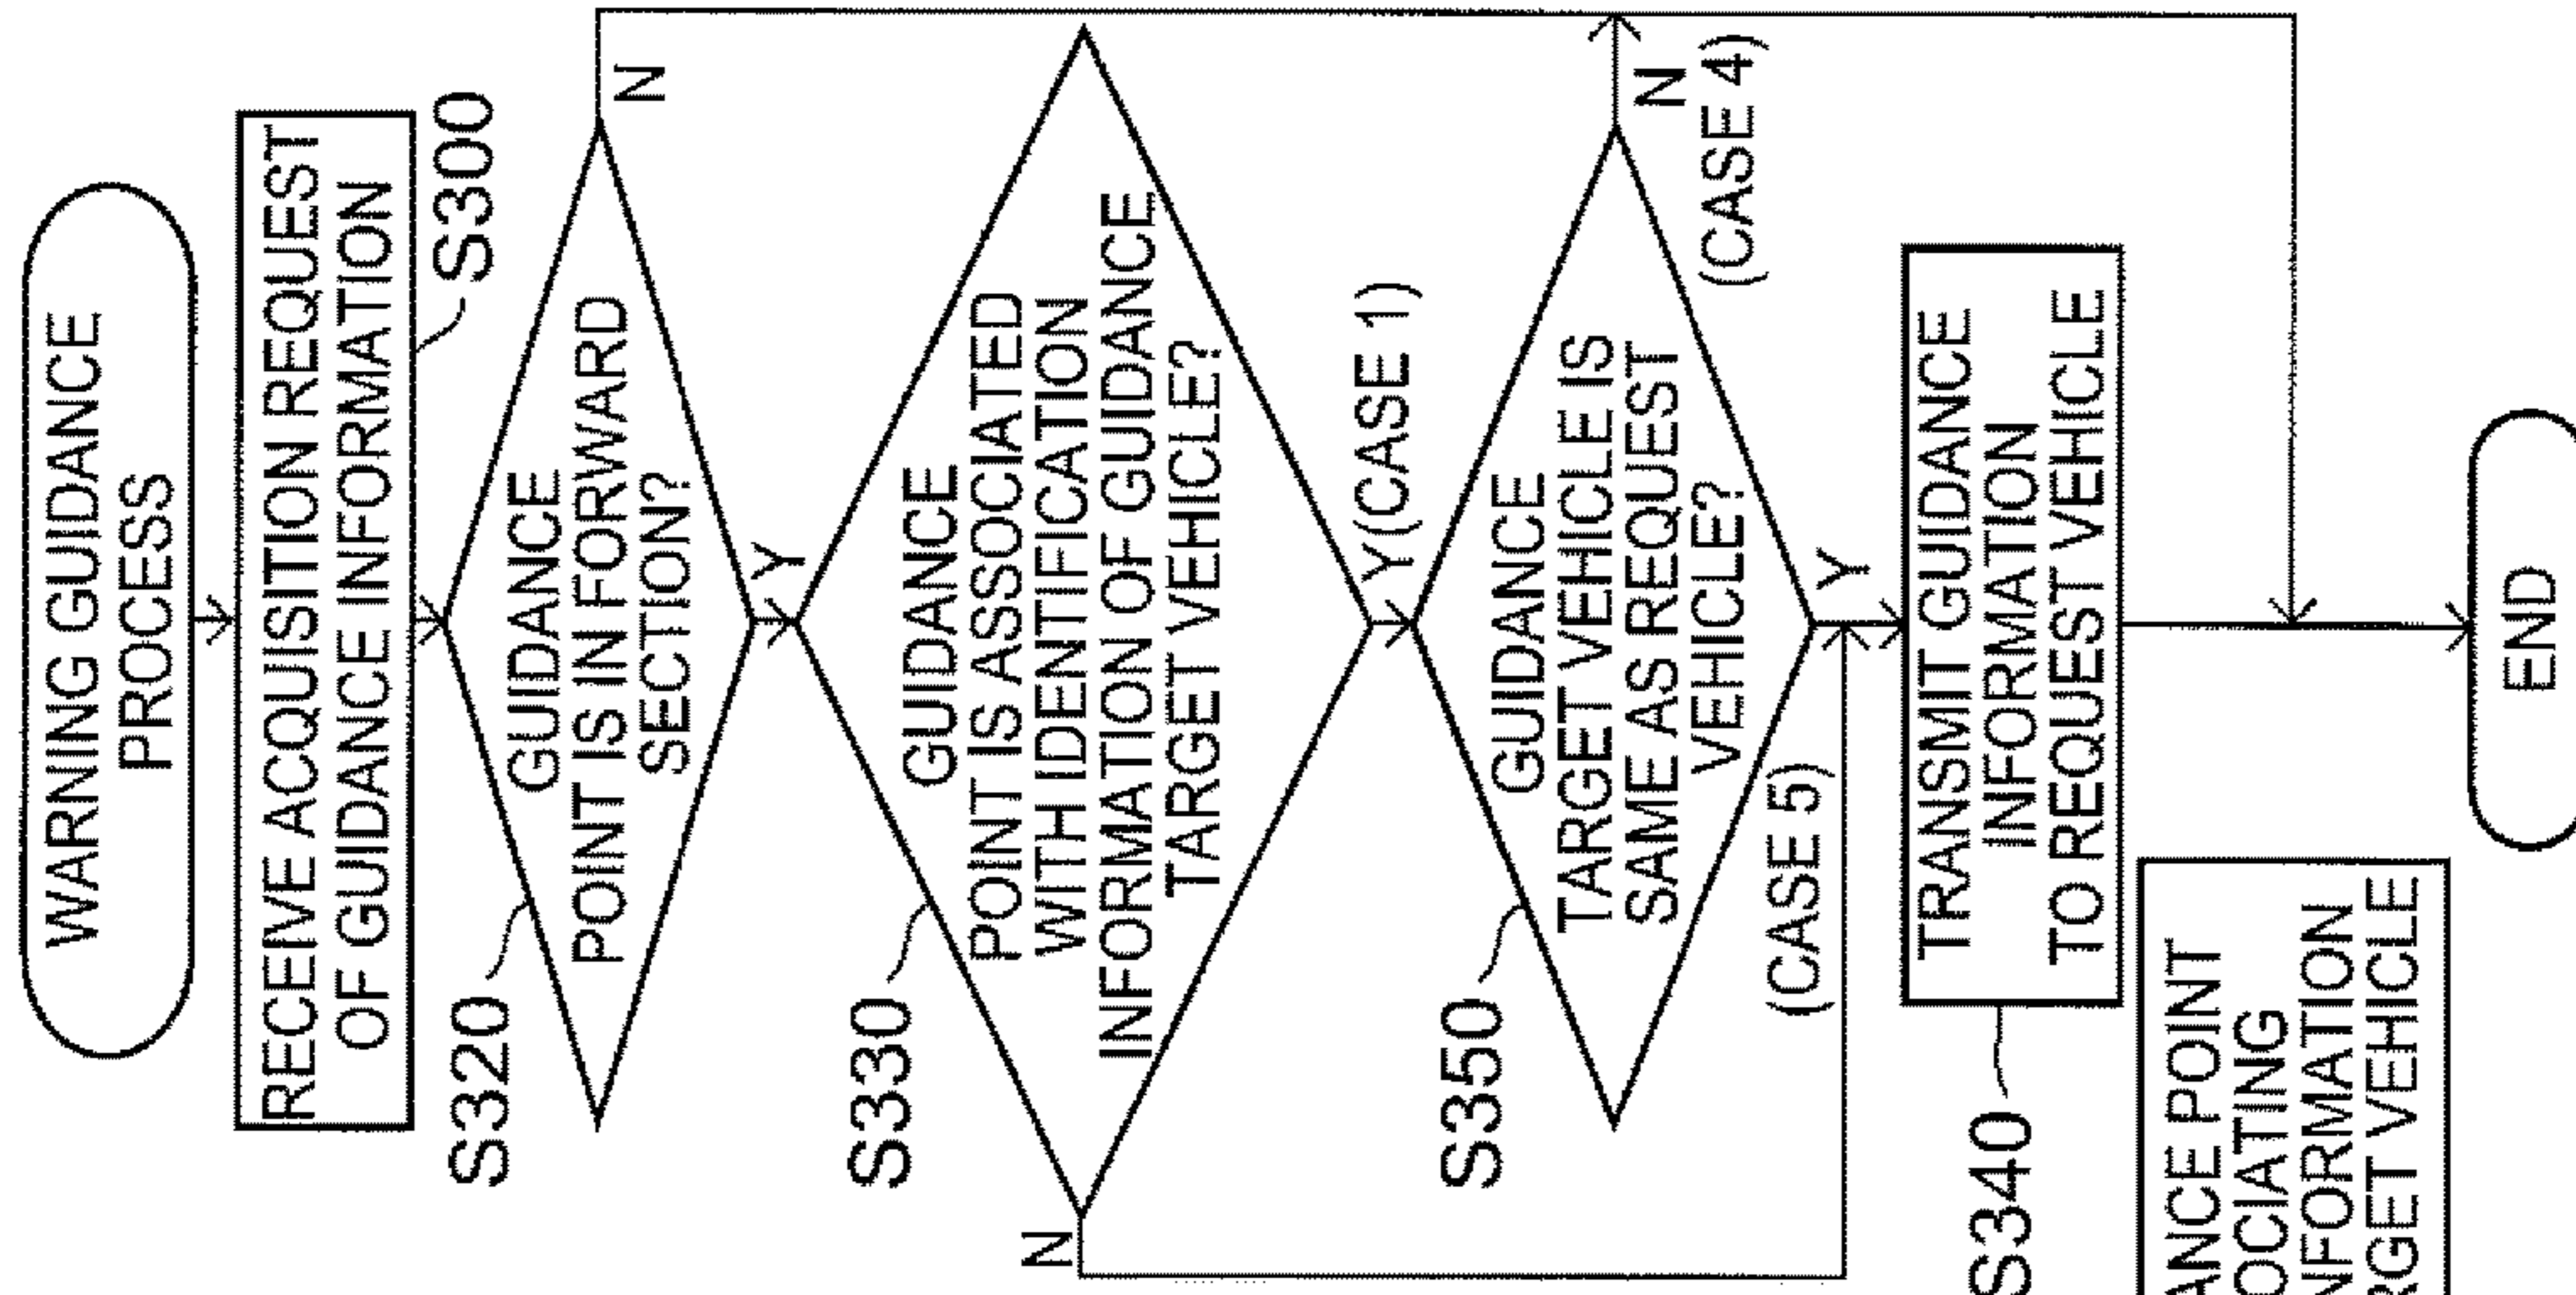 WARNING GUIDANCE
PROCESS
RECEIVE ACQUISITION REQUEST
OF GUIDANCE INFORMATION
S300
S320
GUIDANCE
POINT IS IN FORWARD
SECTION?
N
Y
S330
GUIDANCE
POINT IS ASSOCIATED
WITH IDENTIFICATION
INFORMATION OF GUIDANCE
TARGET VEHICLE?
N
Y(CASE 1)
S350
GUIDANCE
TARGET VEHICLE IS
SAME AS REQUEST
VEHICLE?
N
(CASE 4)
(CASE 5)
Y
S340
TRANSMIT GUIDANCE
INFORMATION
TO REQUEST VEHICLE
POINT
VEHICLE
END